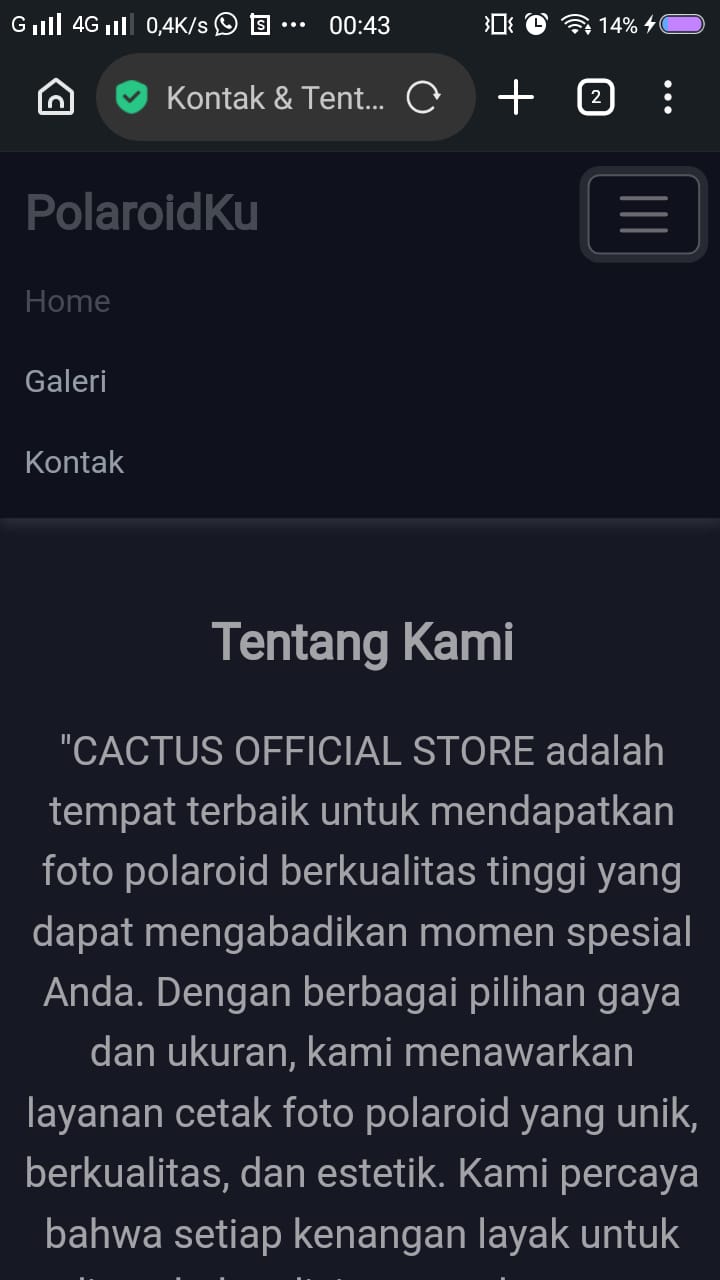 G 4G 0,4K/s S ••• 00:43 14%
Kontak & Tent... 2
PolaroidKu
Home
Galeri
Kontak
Tentang Kami
"CACTUS OFFICIAL STORE adalah
tempat terbaik untuk mendapatkan
foto polaroid berkualitas tinggi yang
dapat mengabadikan momen spesial
Anda. Dengan berbagai pilihan gaya
dan ukuran, kami menawarkan
layanan cetak foto polaroid yang unik,
berkualitas, dan estetik. Kami percaya
bahwa setiap kenangan layak untuk